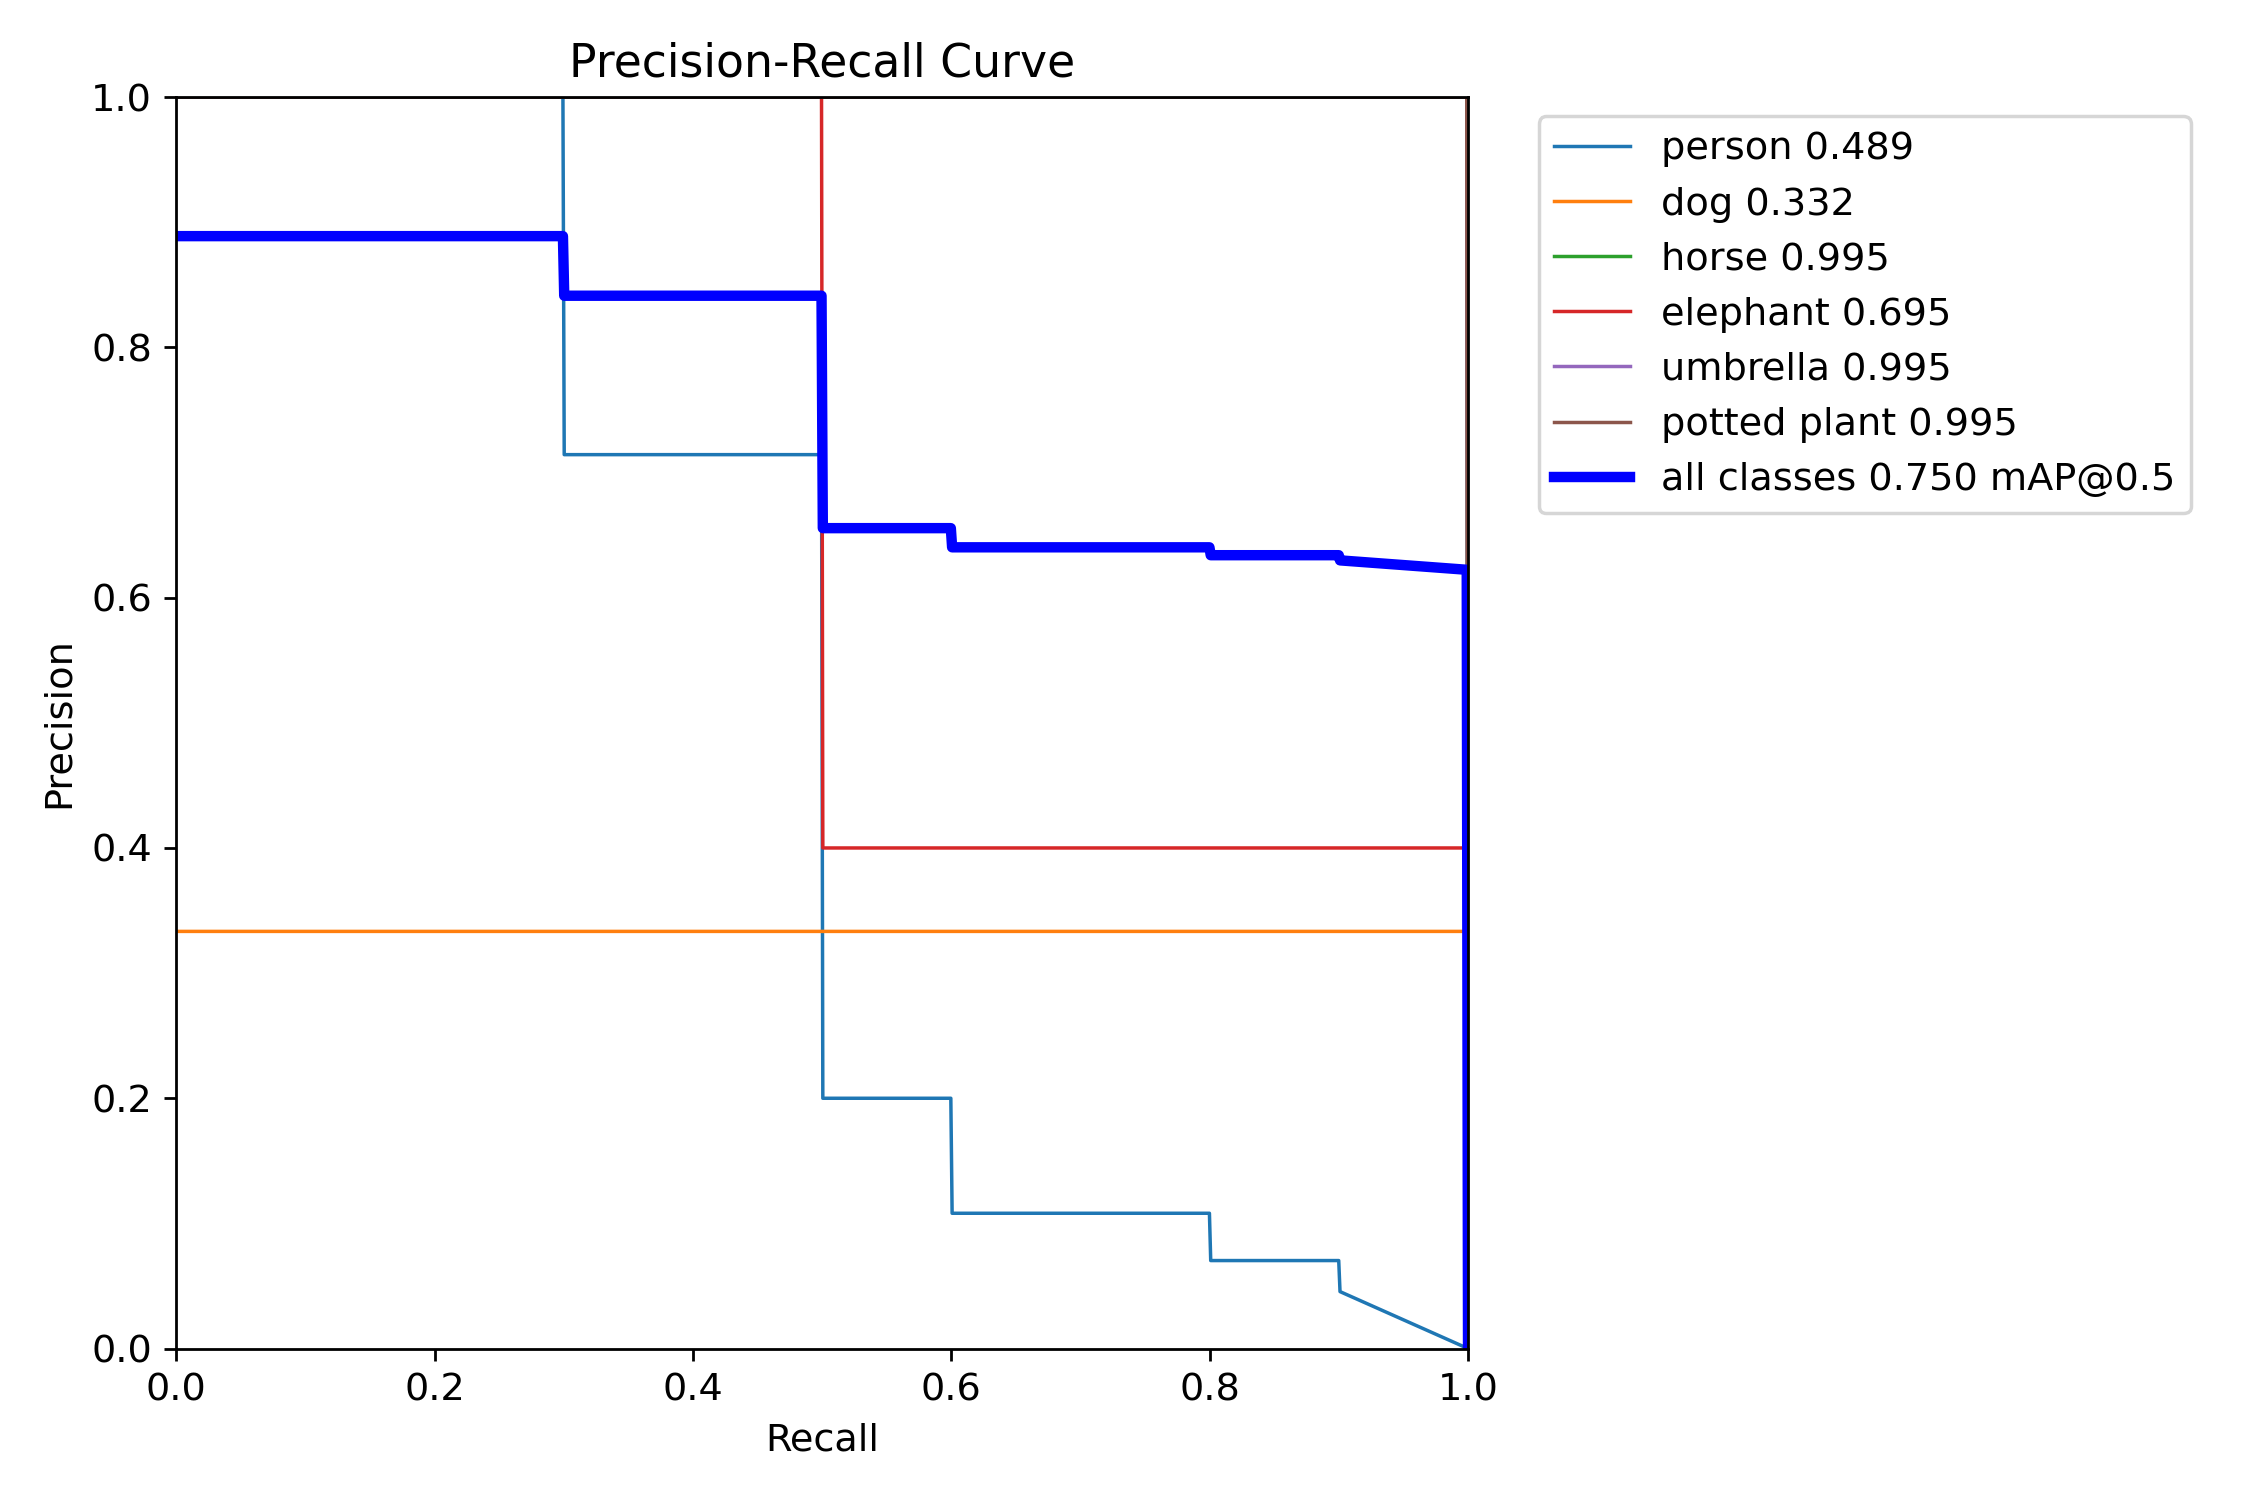 Precision-Recall Curve
1.0
0.8
0.6
0.4
0.2
0.0
Precision
0.0 0.2 0.4 0.6 0.8 1.0
Recall
person 0.489
dog 0.332
horse 0.995
elephant 0.695
umbrella 0.995
potted plant 0.995
all classes 0.750 mAP@0.5